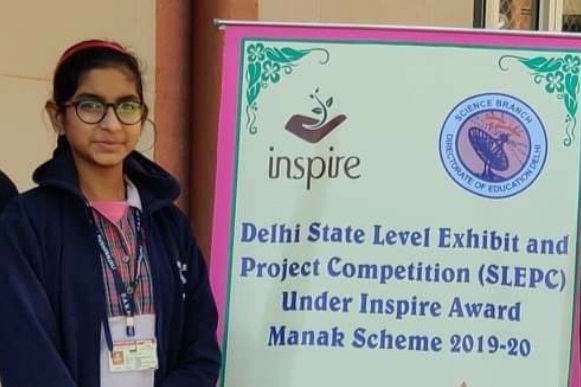 inspire
SCIENCE BRANCH
DIRECTORATE OF EDUCATION DELHI
Delhi State Level Exhibit and
Project Competition (SLEPC)
Under Inspire Award
Manak Scheme 2019-20